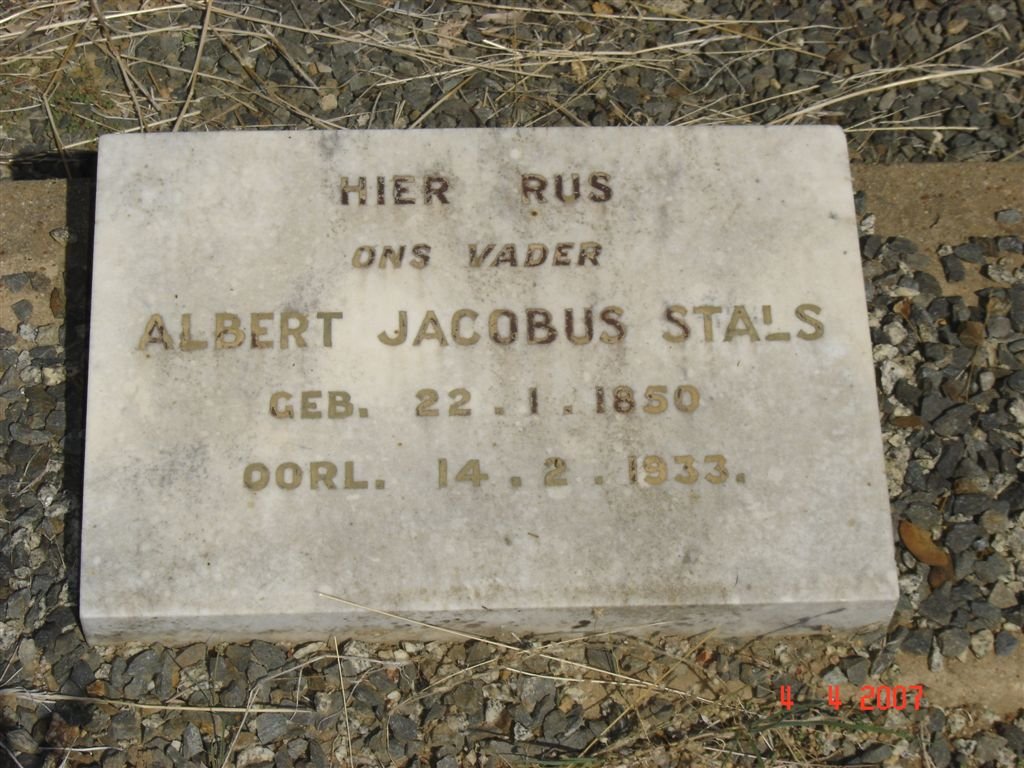 HIER RUS
ONS VADER
ALBERT JACOBUS STALS
GEB. 22.1.1850
OORL. 14.2.1933.
4 4 2007